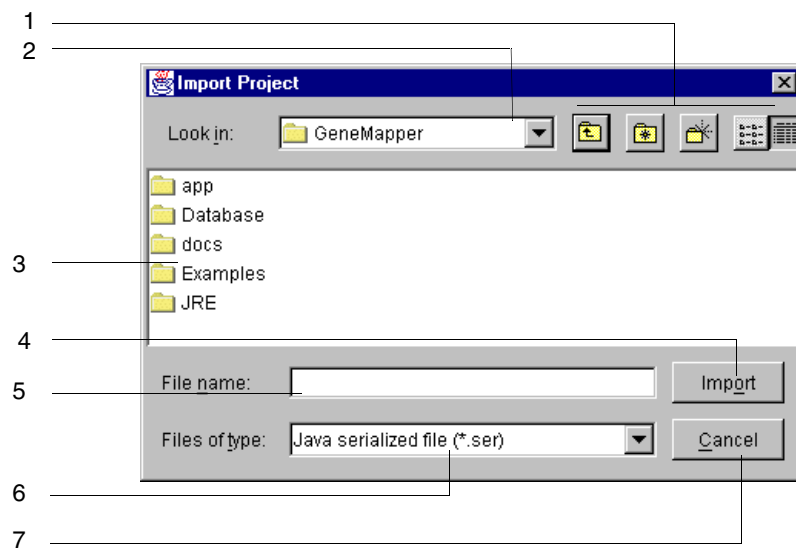 1
2
Import Project
Look in: GeneMapper
app
Database
docs
3
Examples
JRE
4
File name: Import
5
Files of type: Java serialized file (*.ser) Cancel
6
7